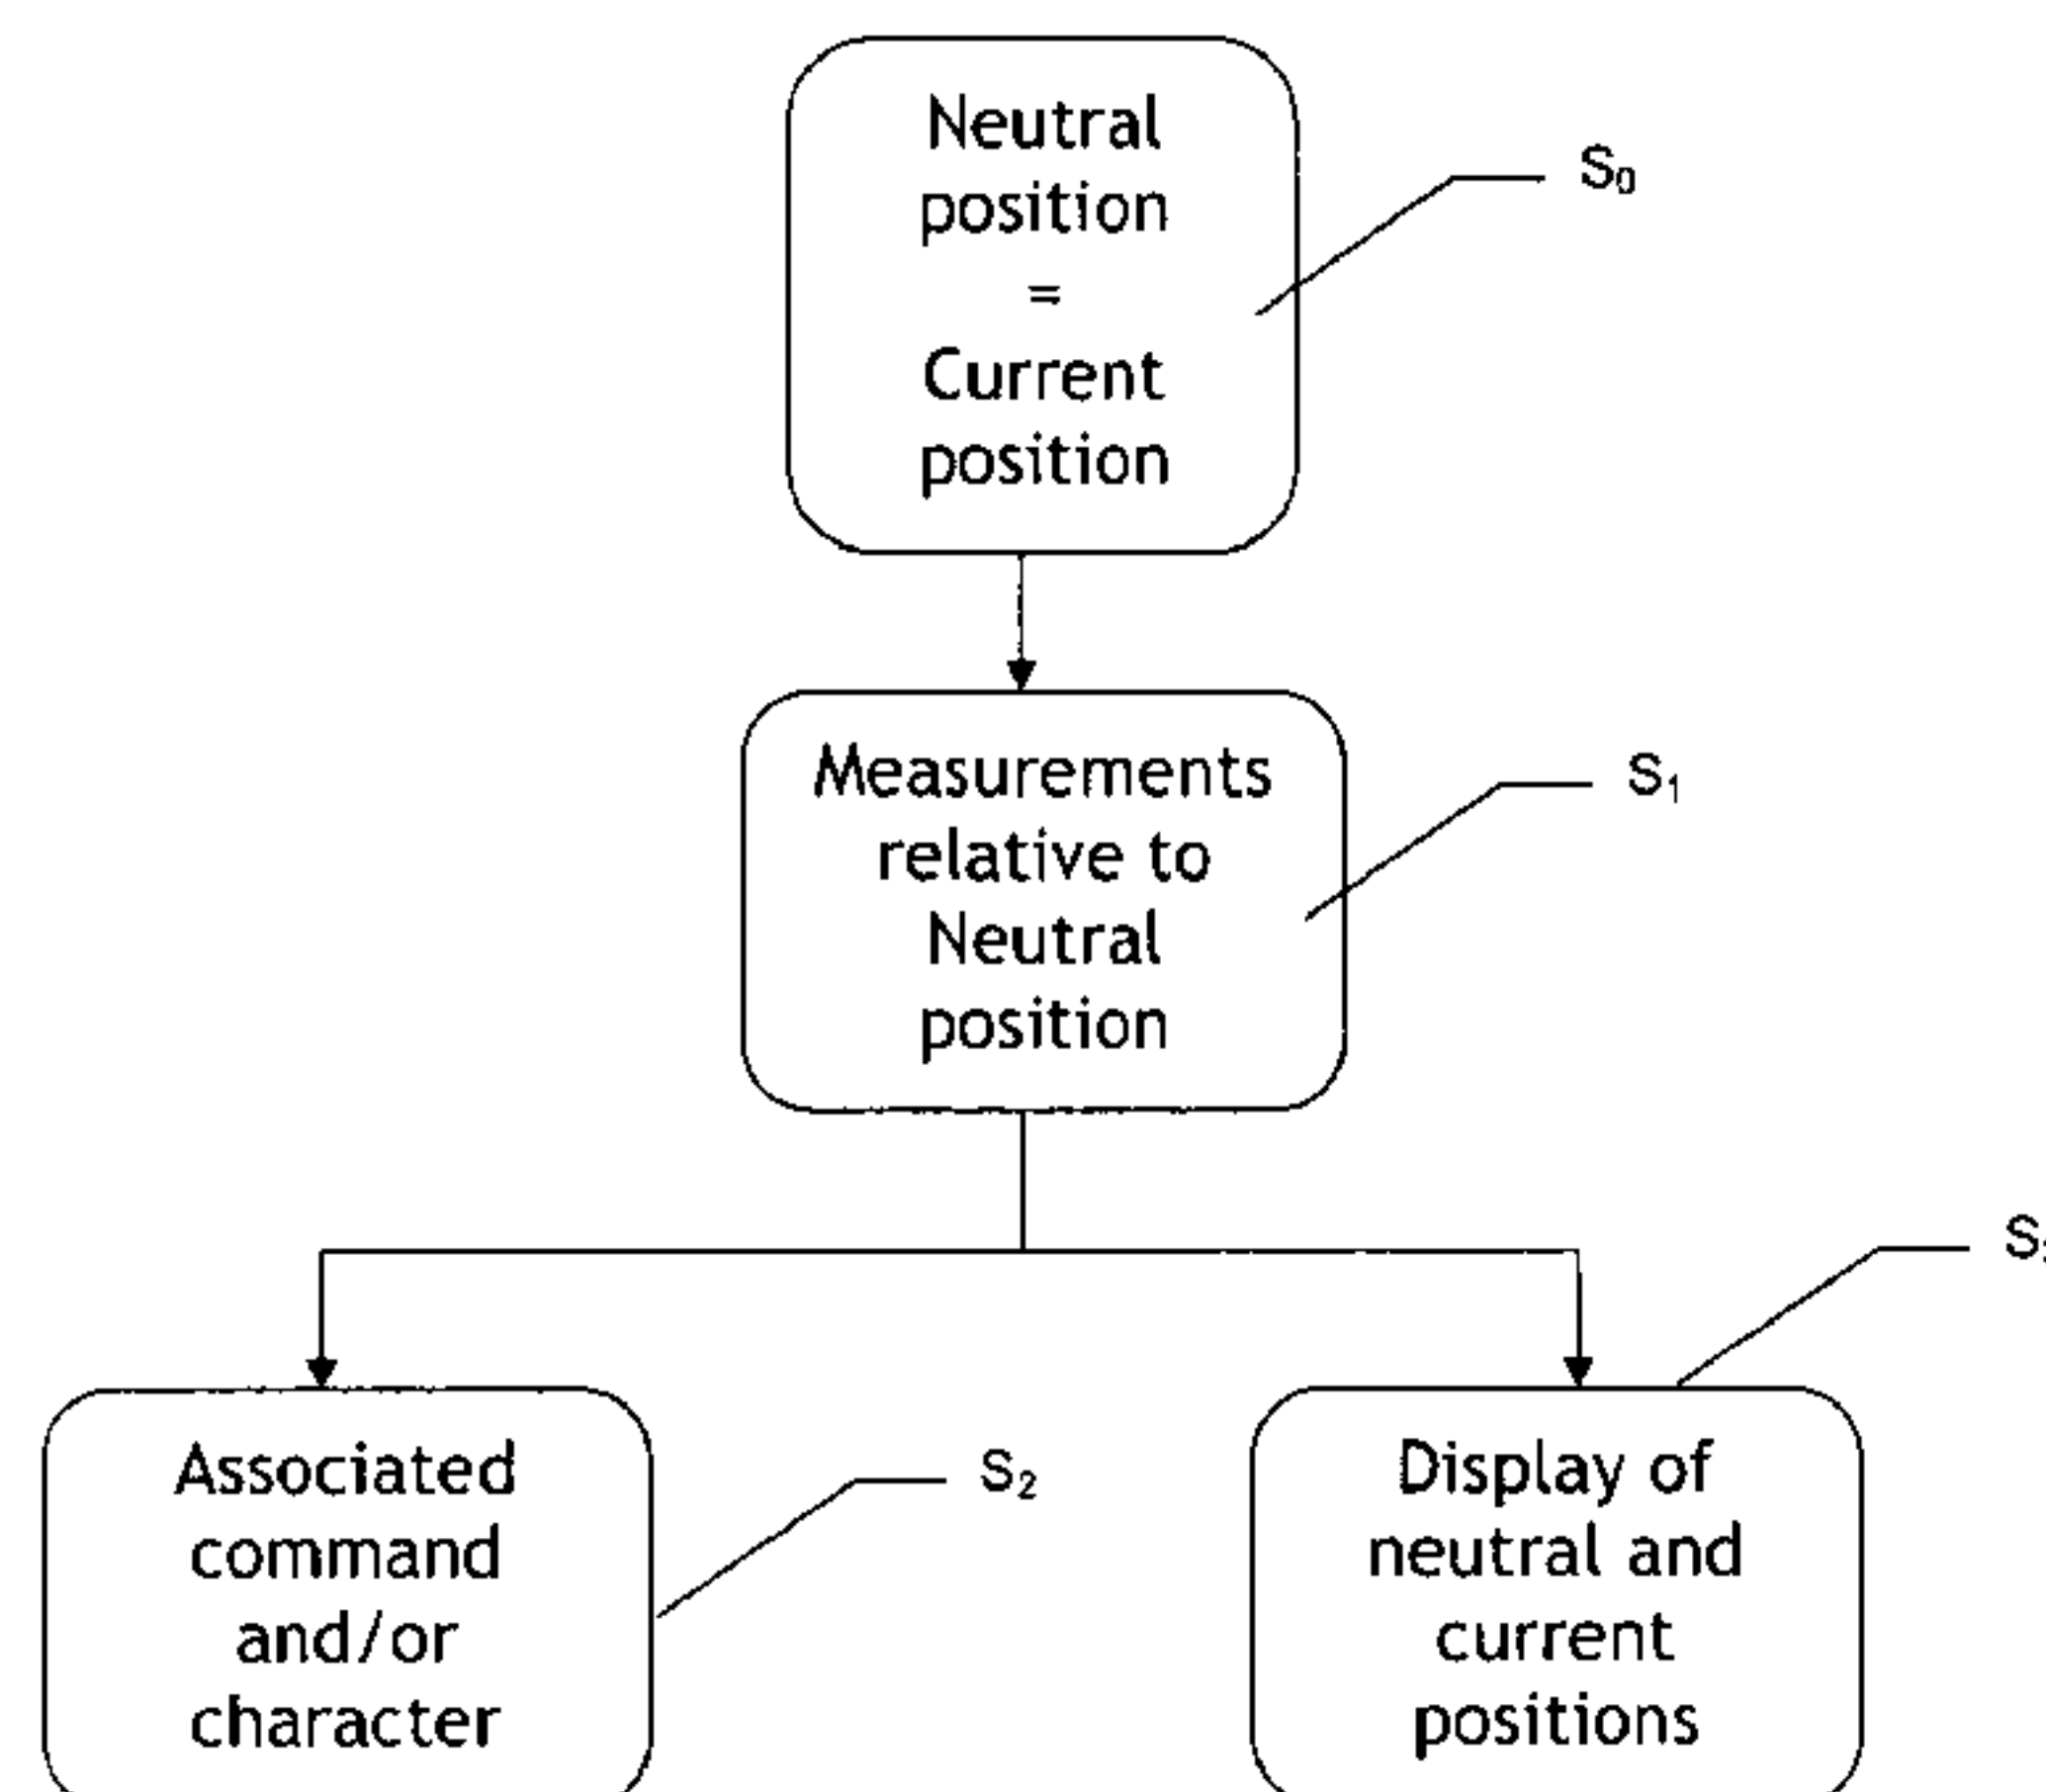 Neutral
position
=
Current
position
S₀
Measurements
relative to
Neutral
position
S₁
Associated
command
and/or
character
S₂
Display of
neutral and
current
positions